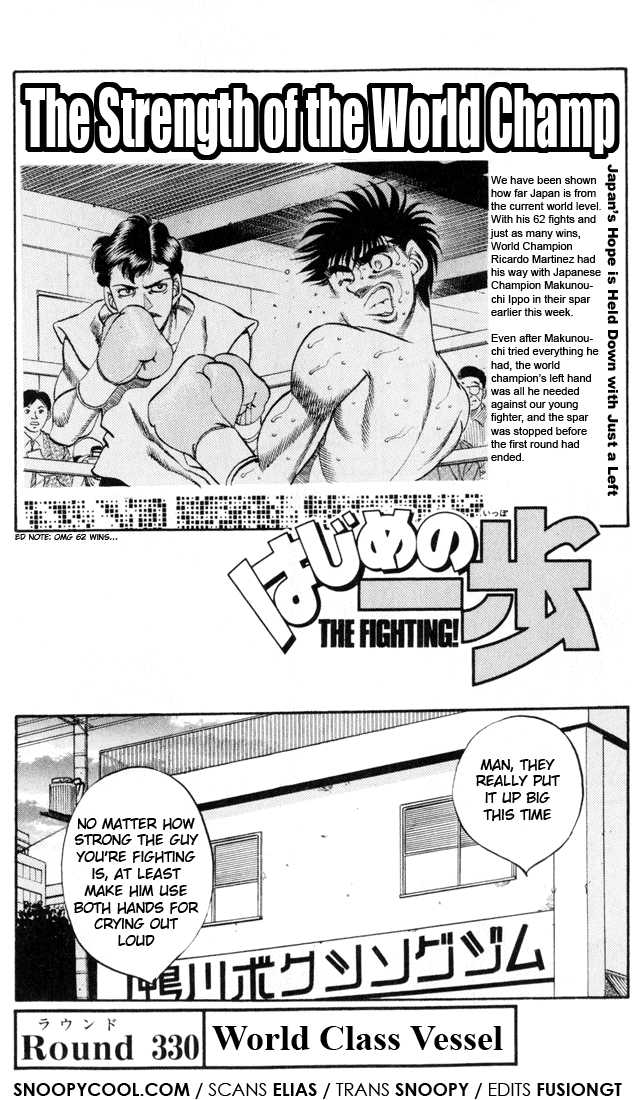 The Strength of the World Champ
We have been shown
how far Japan is from
the current world level.
With his 62 fights and
just as many wins,
World Champion
Ricardo Martinez had
his way with Japanese
Champion Makunou-
chi Ippo in their spar
earlier this week.
Even after Makunou-
chi tried everything he
had, the world
champion's left hand
was all he needed
against our young
fighter, and the spar
was stopped before
the first round had
ended.
Japan's Hope is Held Down with Just a Left
ED NOTE: OMG 62 WINS...
いっぽ
はじめの一歩
THE FIGHTING!
MAN, THEY
REALLY PUT
IT UP BIG
THIS TIME
NO MATTER HOW
STRONG THE GUY
YOU'RE FIGHTING
IS, AT LEAST
MAKE HIM USE
BOTH HANDS FOR
CRYING OUT
LOUD
鴨川ボクシングジム
ラウンド
Round 330
World Class Vessel
SNOOPYCOOL.COM / SCANS ELIAS / TRANS SNOOPY / EDITS FUSIONGT